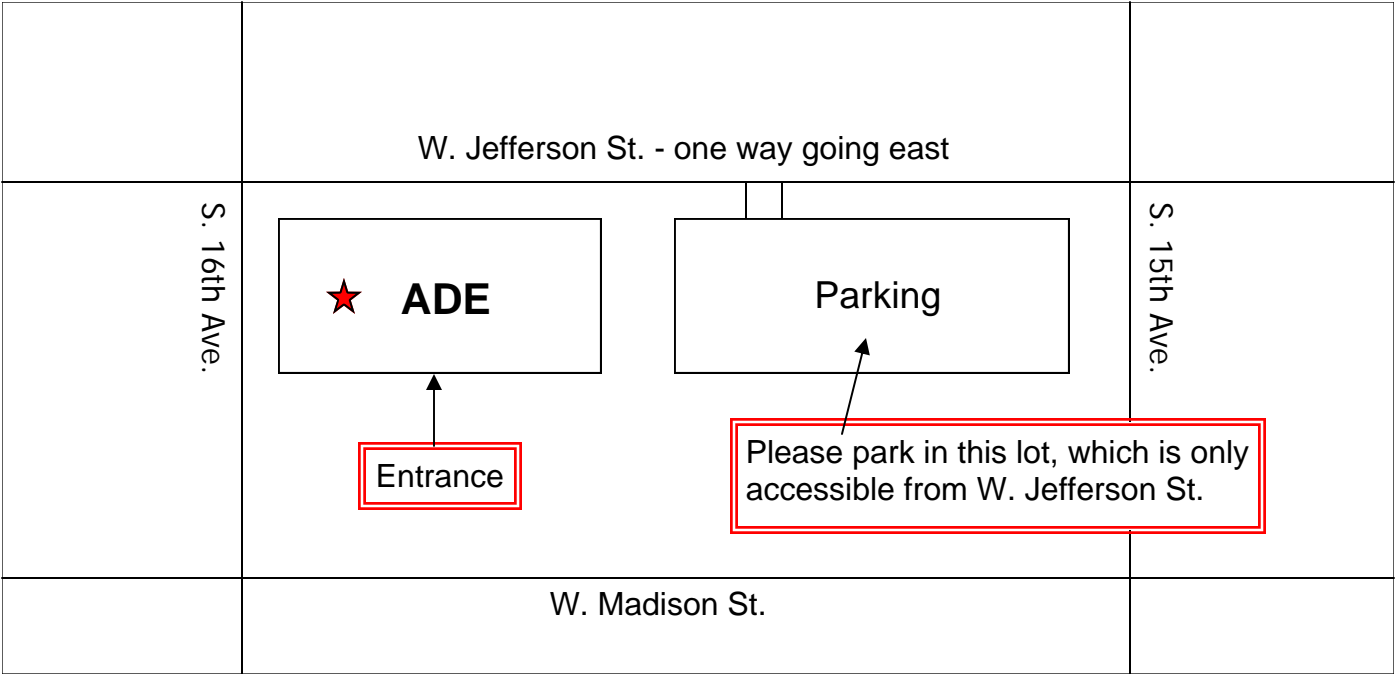 W. Jefferson St. - one way going east
S. 16th Ave.
ADE
Parking
S. 15th Ave.
Entrance
Please park in this lot, which is only
accessible from W. Jefferson St.
W. Madison St.